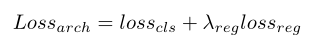 Loss_{arch} = loss_{cls} + λ_{reg}loss_{reg}